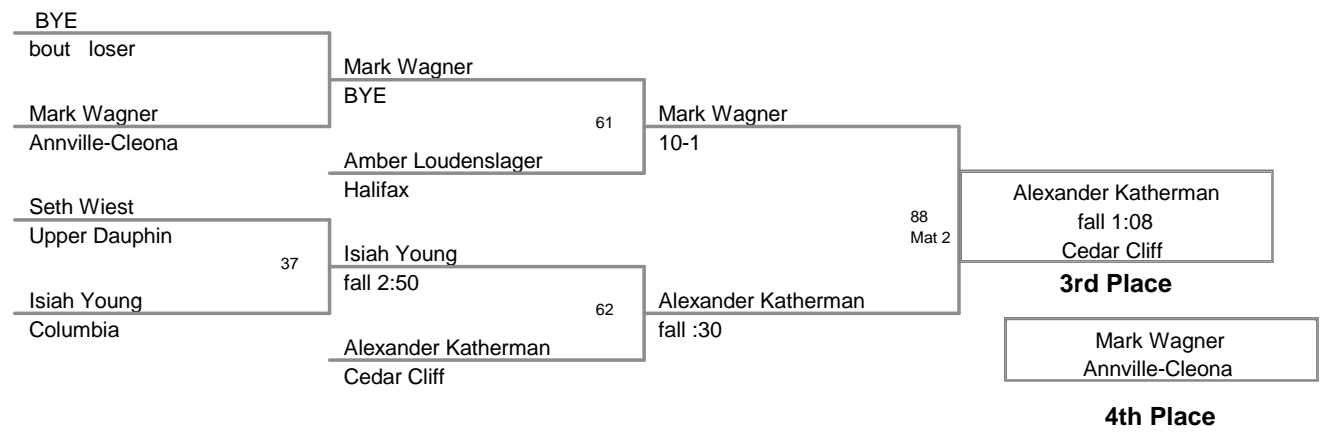 BYE
bout loser
Mark Wagner
BYE
Mark Wagner
Annville-Cleona
61
Mark Wagner
10-1
Amber Loudenslager
Halifax
Seth Wiest
Upper Dauphin
37
Isiah Young
fall 2:50
Isiah Young
Columbia
62
Alexander Katherman
fall :30
Alexander Katherman
Cedar Cliff
88
Mat 2
Alexander Katherman
fall 1:08
Cedar Cliff
3rd Place
Mark Wagner
Annville-Cleona
4th Place